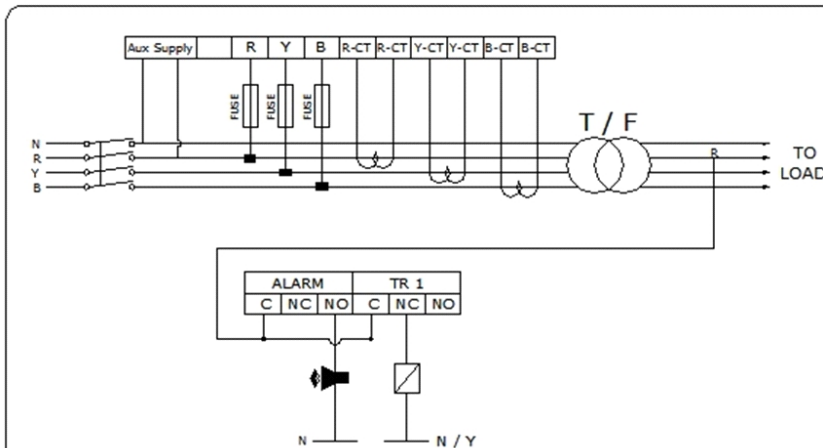 Aux Supply R Y B R-CT R-CT Y-CT Y-CT B-CT B-CT
FUSE FUSE FUSE
T / F
N
R
Y
B
R
TO
LOAD
ALARM TR 1
C NC NO C NC NO
N N / Y